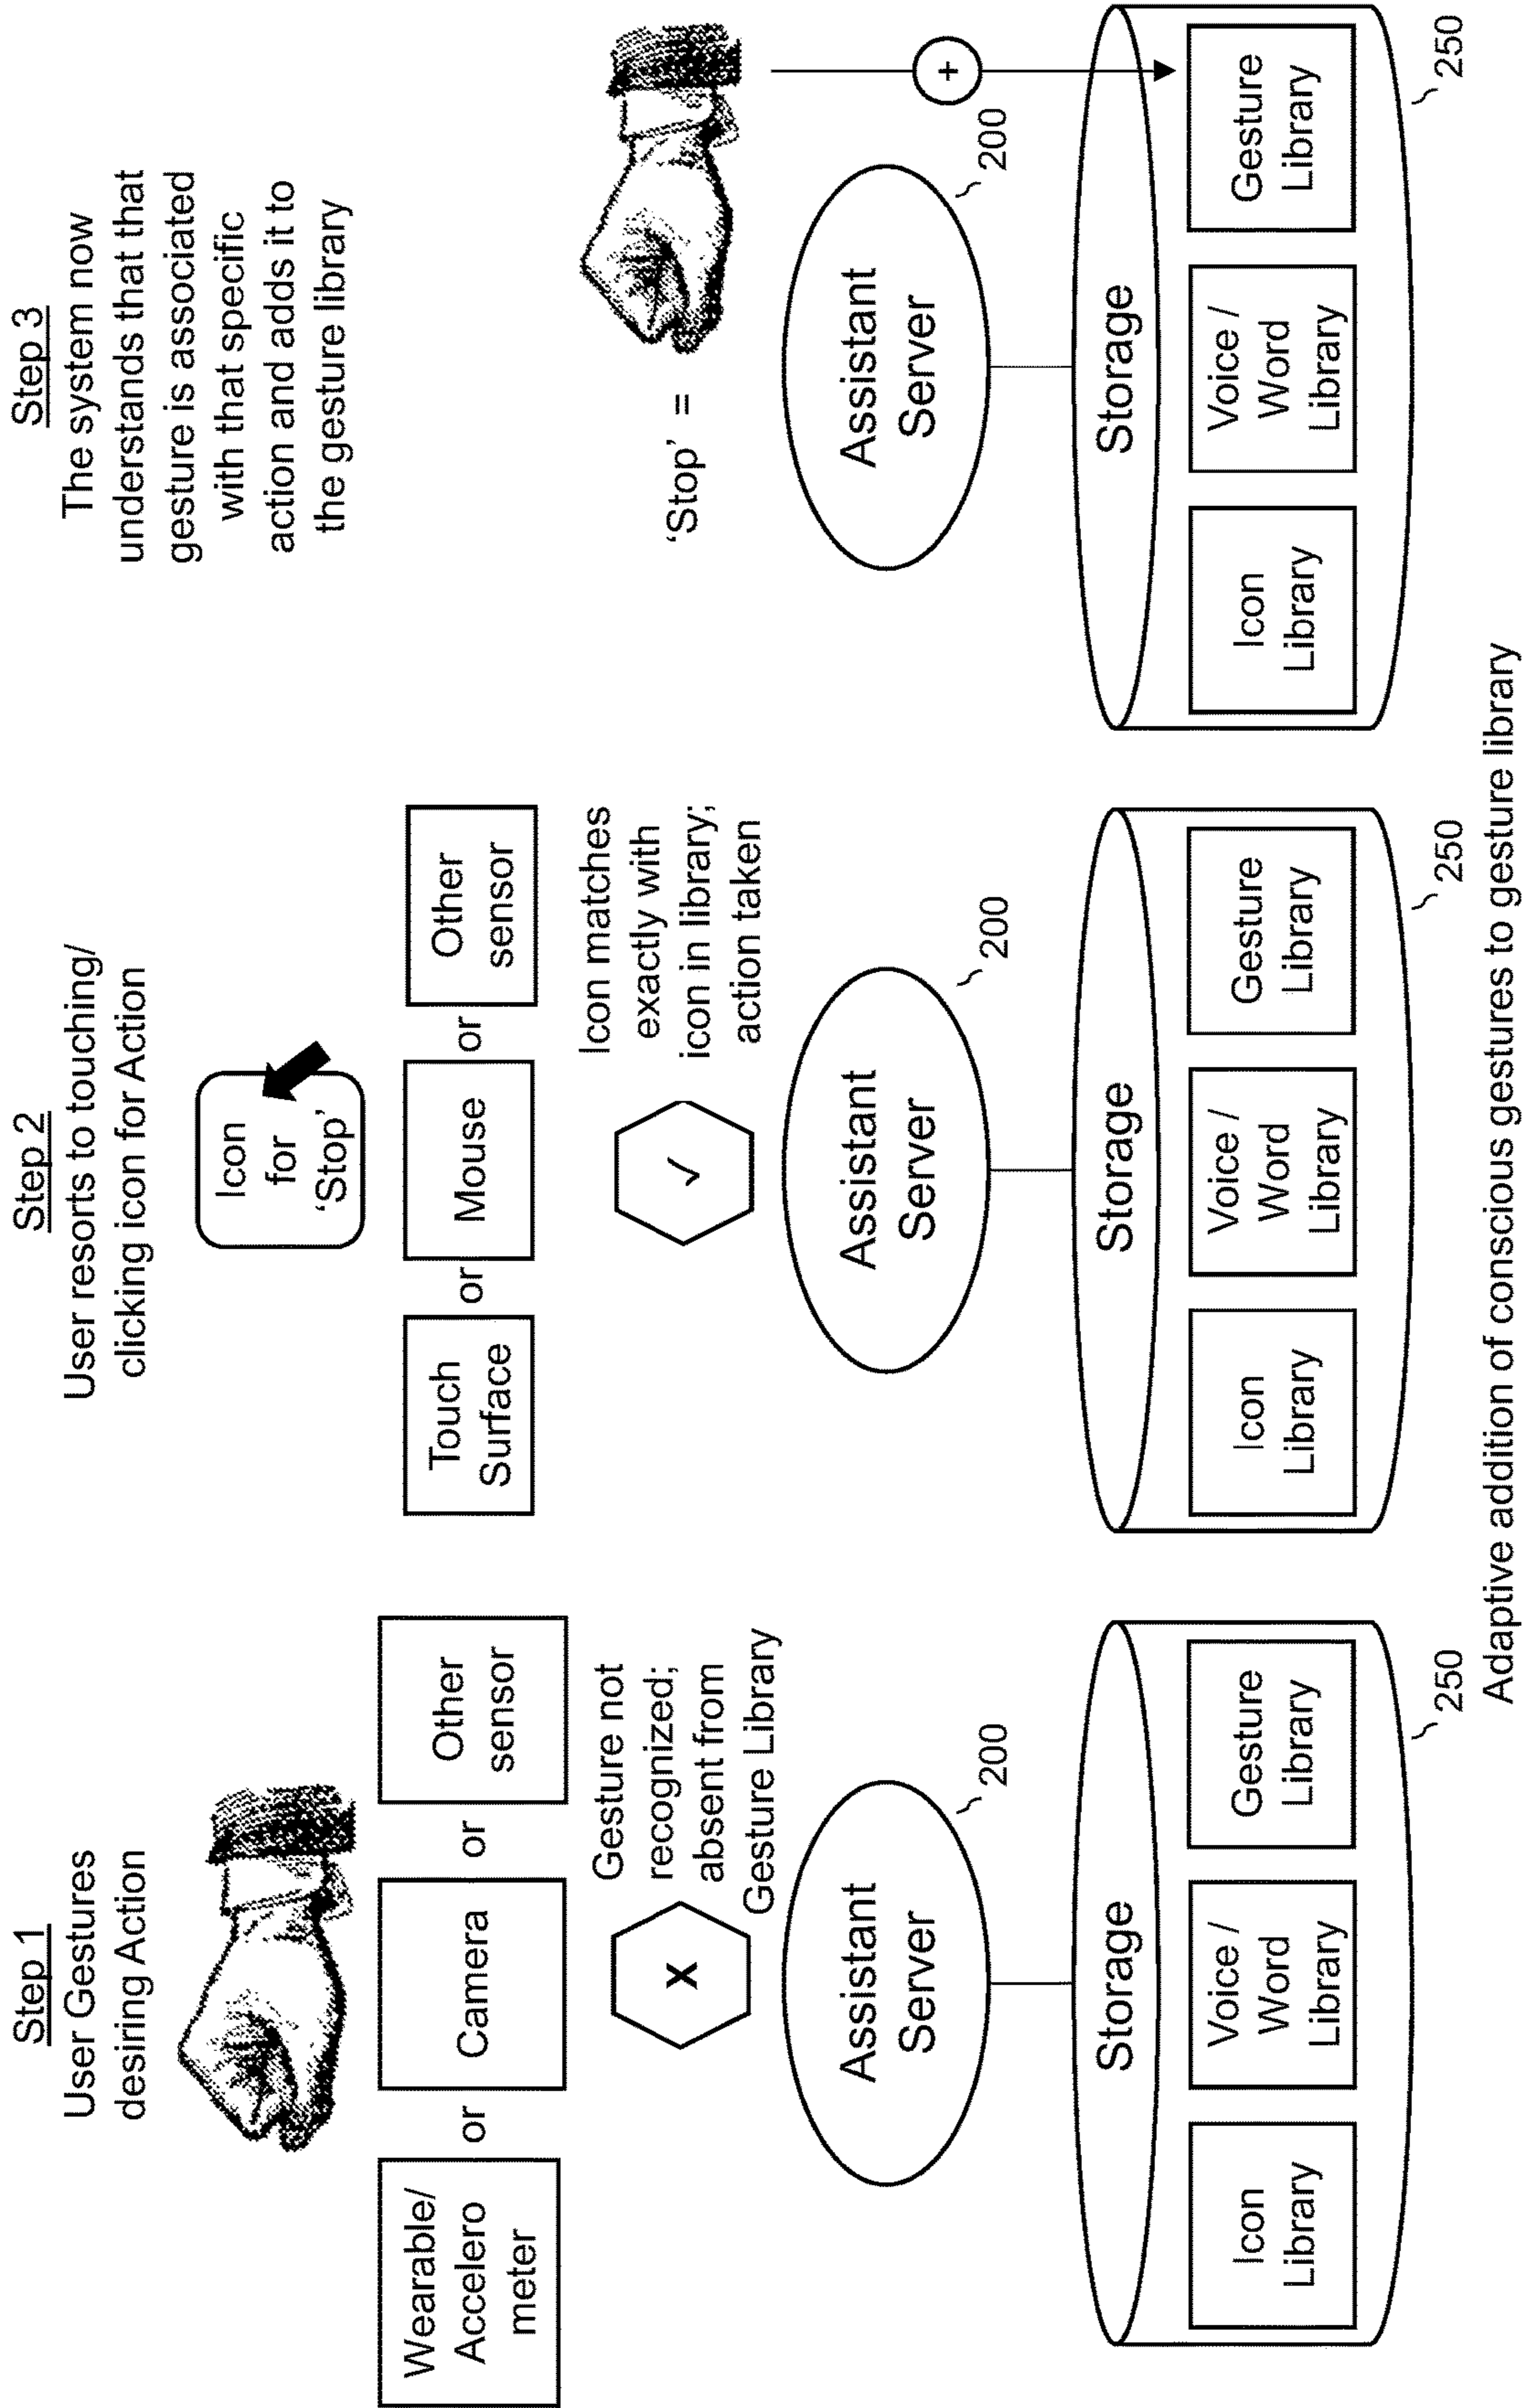 Step 1
User Gestures
desiring Action
Wearable/
Accelero
meter
or
Camera
or
Other
sensor
X
Gesture not
recognized;
absent from
Gesture Library
Assistant
Server
200
Storage
Icon
Library
Voice /
Word
Library
Gesture
Library
250
Step 2
User resorts to touching/
clicking icon for Action
Icon
for
‘Stop’
Touch
Surface
or
Mouse
or
Other
sensor
✓
Icon matches
exactly with
icon in library;
action taken
Assistant
Server
200
Storage
Icon
Library
Voice /
Word
Library
Gesture
Library
250
Step 3
The system now
understands that that
gesture is associated
with that specific
action and adds it to
the gesture library
‘Stop’ =
+
Assistant
Server
200
Storage
Icon
Library
Voice /
Word
Library
Gesture
Library
250
Adaptive addition of conscious gestures to gesture library